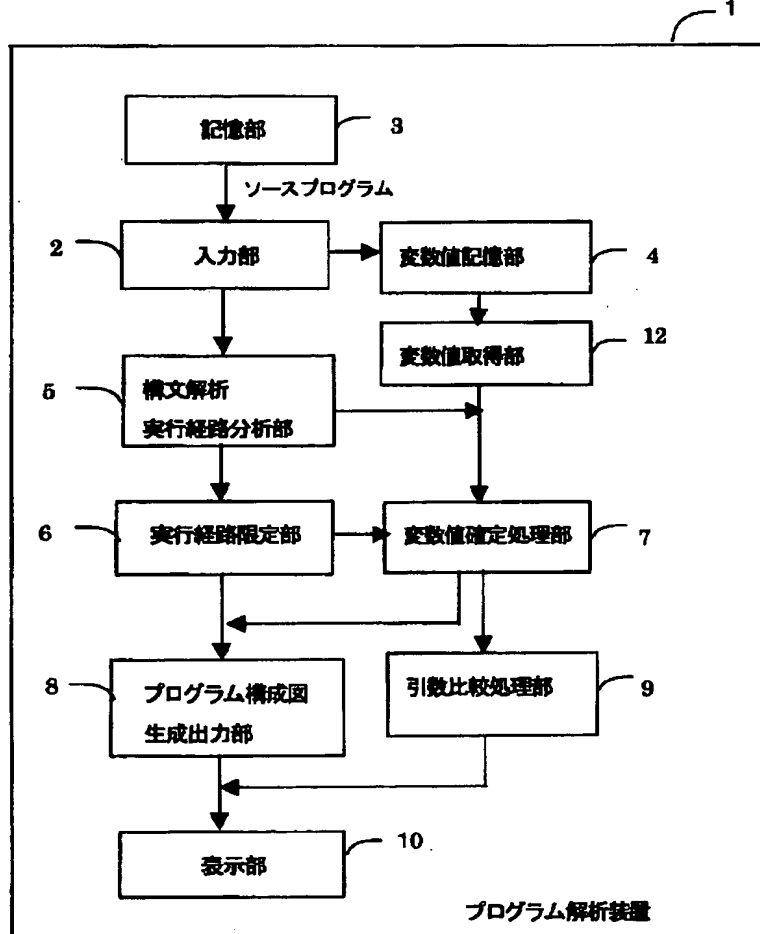 1
記憶部
3
ソースプログラム
2
入力部
変数値記憶部
4
変数値取得部
12
5
構文解析
実行経路分析部
6
実行経路限定部
変数値確定処理部
7
8
プログラム構成図
生成出力部
引数比較処理部
9
表示部
10
プログラム解析装置